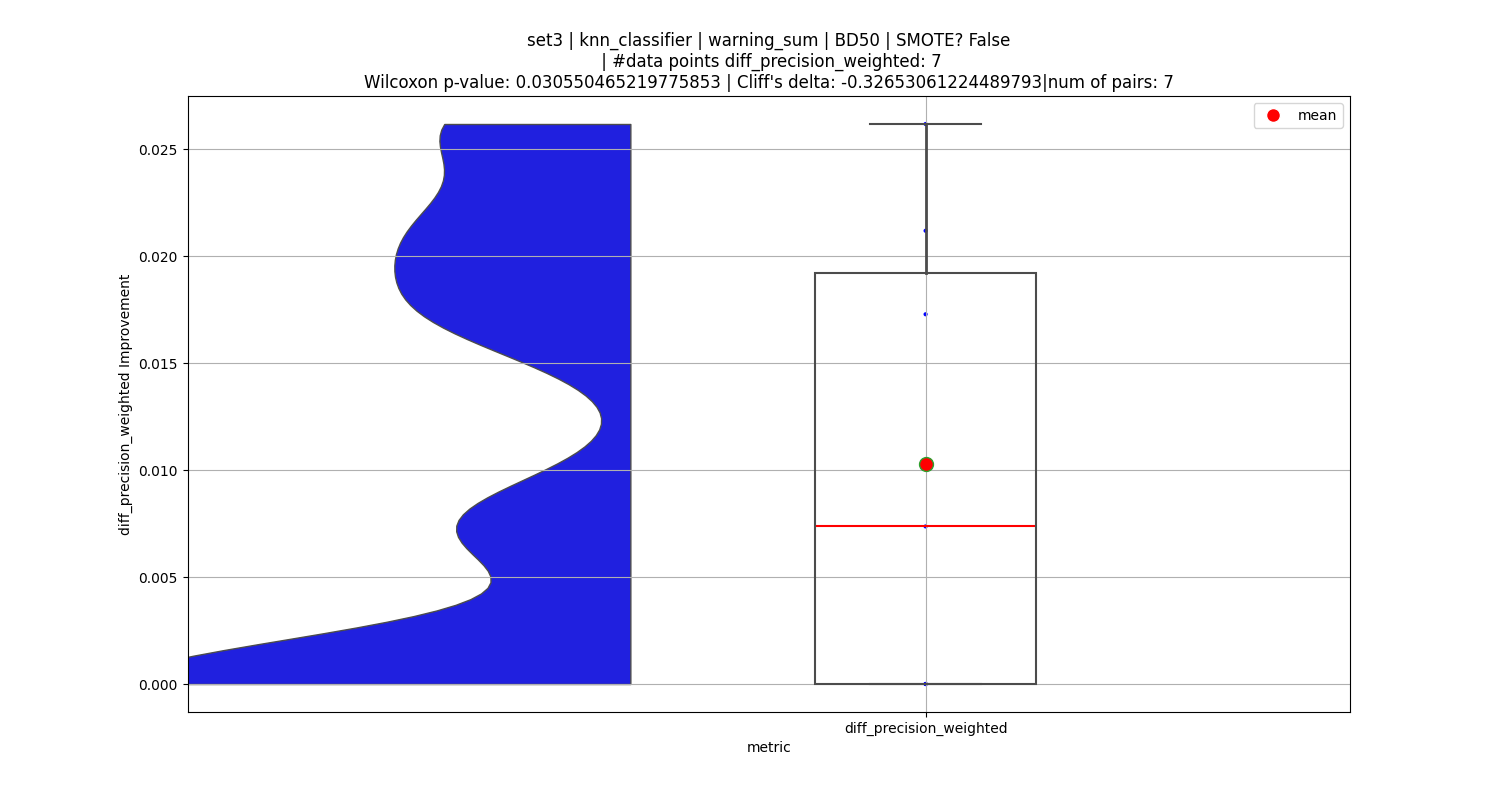 set3 | knn_classifier | warning_sum | BD50 | SMOTE? False
| #data points diff_precision_weighted: 7
Wilcoxon p-value: 0.030550465219775853 | Cliff's delta: -0.32653061224489793|num of pairs: 7
mean
0.025
0.020
0.015
0.010
0.005
0.000
diff_precision_weighted Improvement
diff_precision_weighted
metric